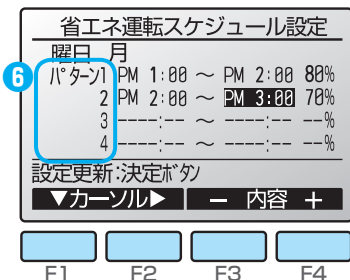 省エネ運転スケジュール設定
曜日 月
6 パターン1 PM 1:00 ～ PM 2:00 80%
2 PM 2:00 ～ PM 3:00 70%
3 ----:-- ～ ----:-- --%
4 ----:-- ～ ----:-- --%
設定更新:決定ボタン
▼カーソル▶ － 内容 ＋
F1 F2 F3 F4